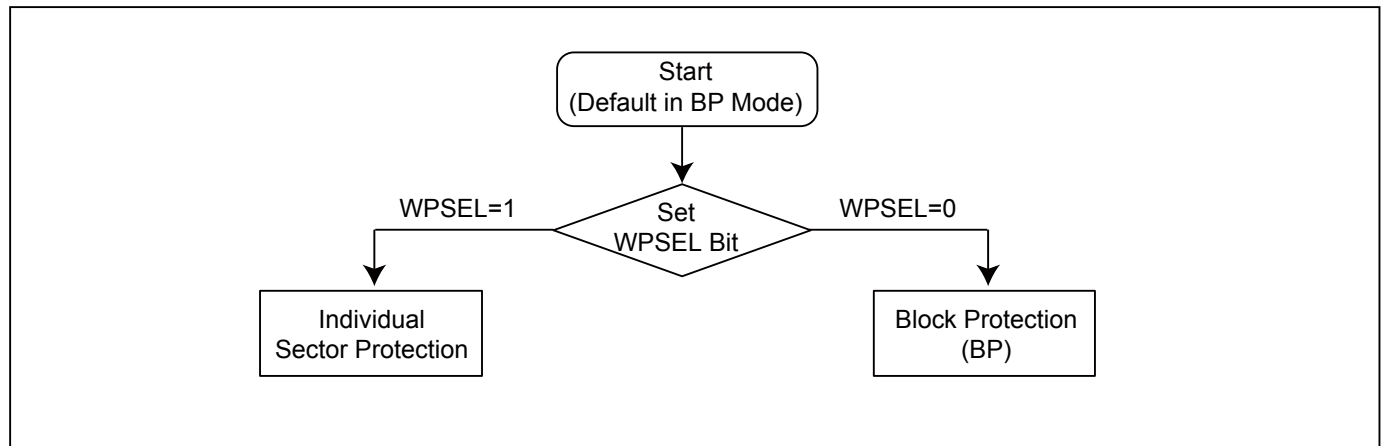 Start
(Default in BP Mode)
WPSEL=1
Set
WPSEL Bit
WPSEL=0
Individual
Sector Protection
Block Protection
(BP)